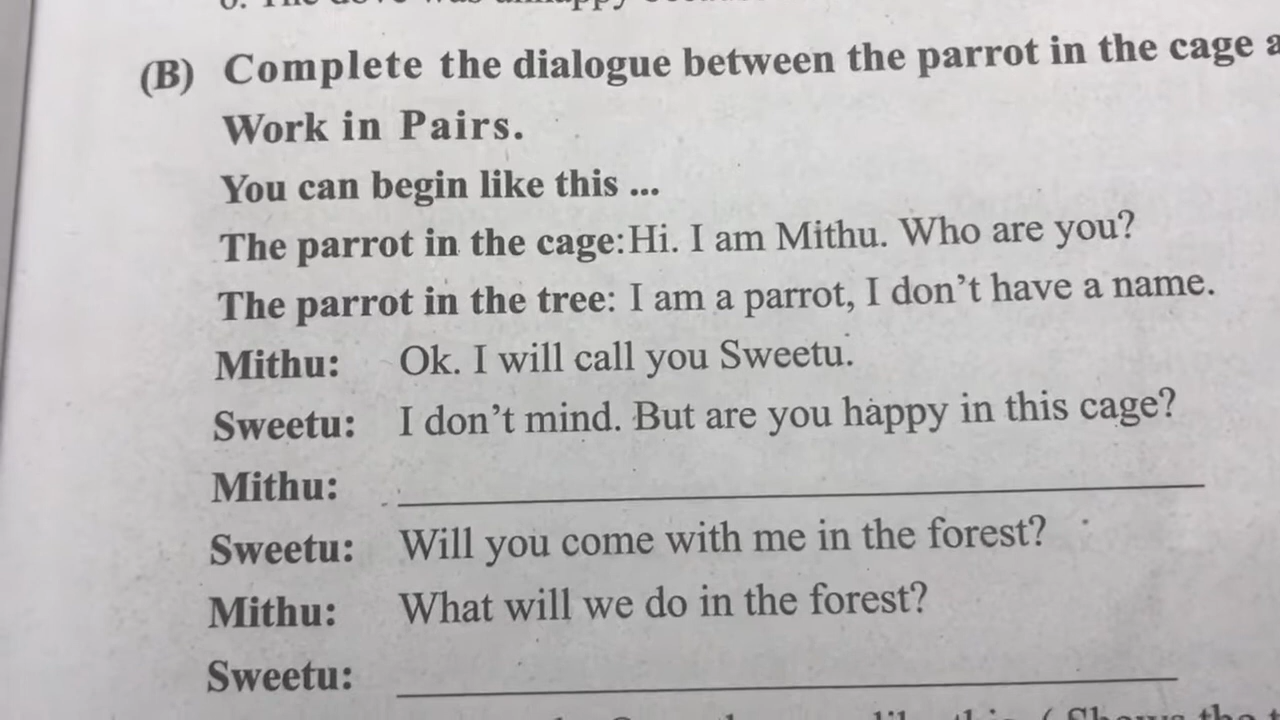 (B) Complete the dialogue between the parrot in the cage
Work in Pairs.
You can begin like this ...
The parrot in the cage:Hi. I am Mithu. Who are you?
The parrot in the tree: I am a parrot, I don't have a name.
Mithu: Ok. I will call you Sweetu.
Sweetu: I don't mind. But are you happy in this cage?
Mithu:
Sweetu: Will you come with me in the forest?
Mithu: What will we do in the forest?
Sweetu: